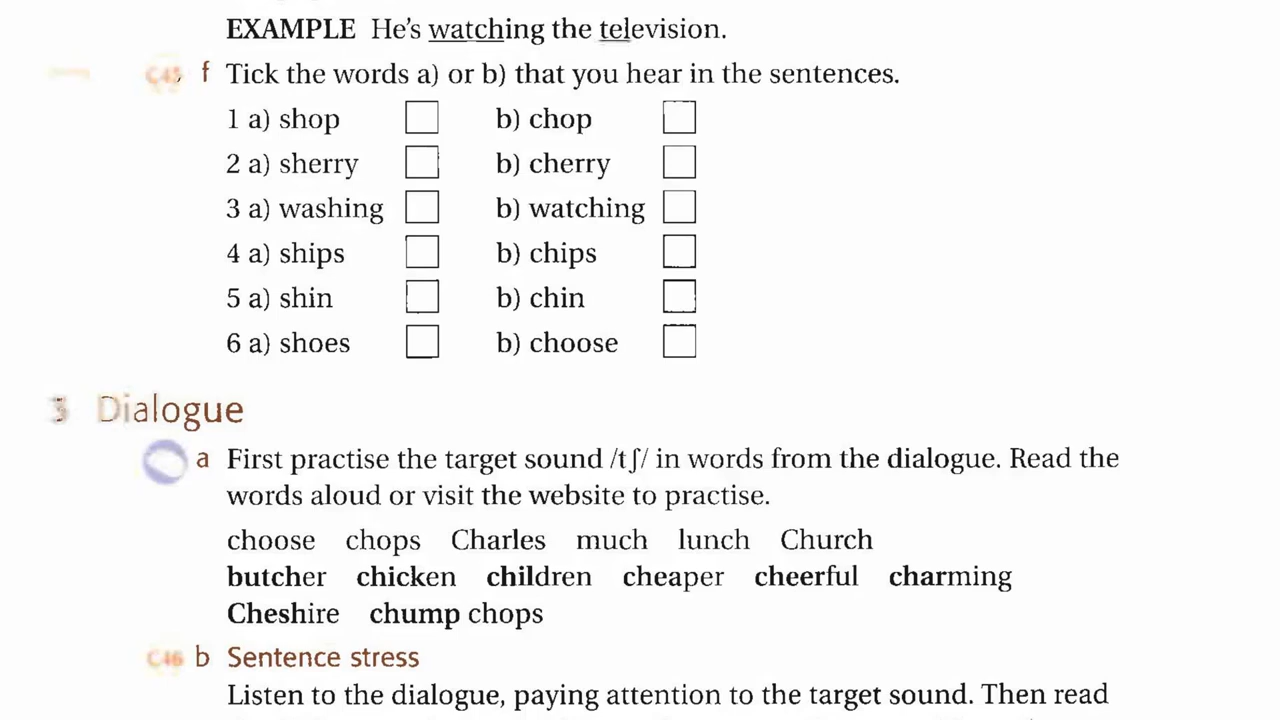 EXAMPLE He's watching the television.
C45 f Tick the words a) or b) that you hear in the sentences.
1 a) shop b) chop
2 a) sherry b) cherry
3 a) washing b) watching
4 a) ships b) chips
5 a) shin b) chin
6 a) shoes b) choose
3 Dialogue
a First practise the target sound /tʃ/ in words from the dialogue. Read the
words aloud or visit the website to practise.
choose chops Charles much lunch Church
butcher chicken children cheaper cheerful charming
Cheshire chump chops
C46 b Sentence stress
Listen to the dialogue, paying attention to the target sound. Then read